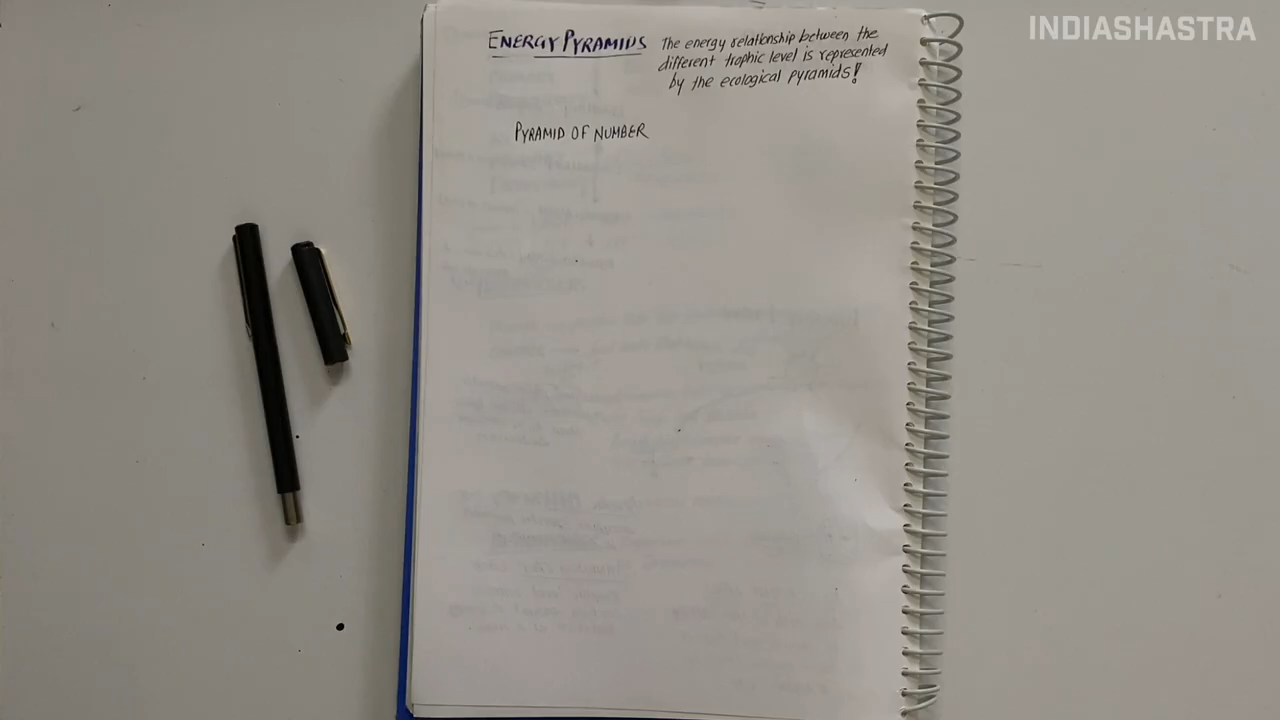 INDIASHASTRA
ENERGY PYRAMIDS
The energy relationship between the
different trophic level is represented
by the ecological pyramids!
PYRAMID OF NUMBER